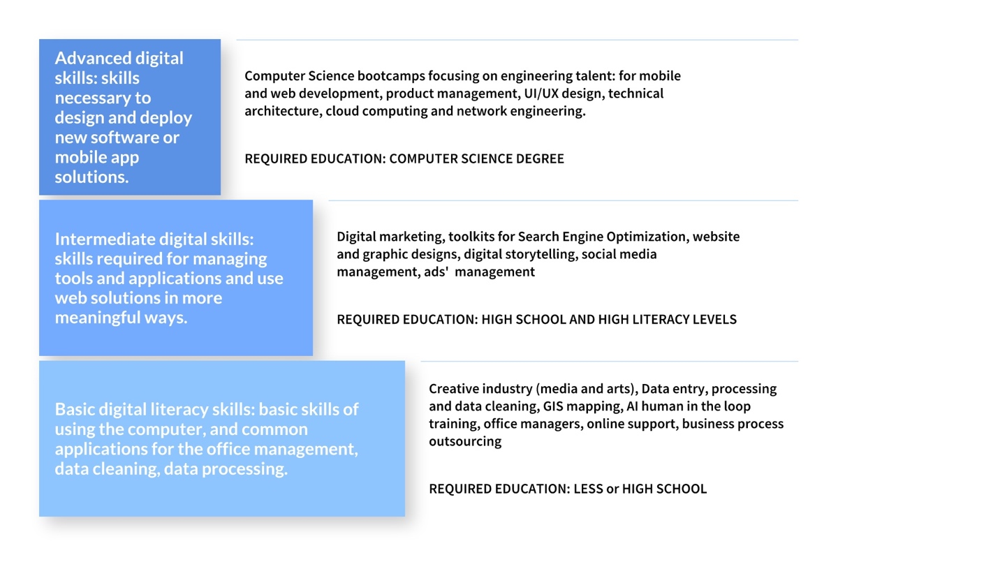 Advanced digital
skills: skills
necessary to
design and deploy
new software or
mobile app
solutions.
Computer Science bootcamps focusing on engineering talent: for mobile
and web development, product management, UI/UX design, technical
architecture, cloud computing and network engineering.
REQUIRED EDUCATION: COMPUTER SCIENCE DEGREE
Intermediate digital skills:
skills required for managing
tools and applications and use
web solutions in more
meaningful ways.
Digital marketing, toolkits for Search Engine Optimization, website
and graphic designs, digital storytelling, social media
management, ads'  management
REQUIRED EDUCATION: HIGH SCHOOL AND HIGH LITERACY LEVELS
Basic digital literacy skills: basic skills of
using the computer, and common
applications for the office management,
data cleaning, data processing.
Creative industry (media and arts), Data entry, processing
and data cleaning, GIS mapping, AI human in the loop
training, office managers, online support, business process
outsourcing
REQUIRED EDUCATION: LESS or HIGH SCHOOL